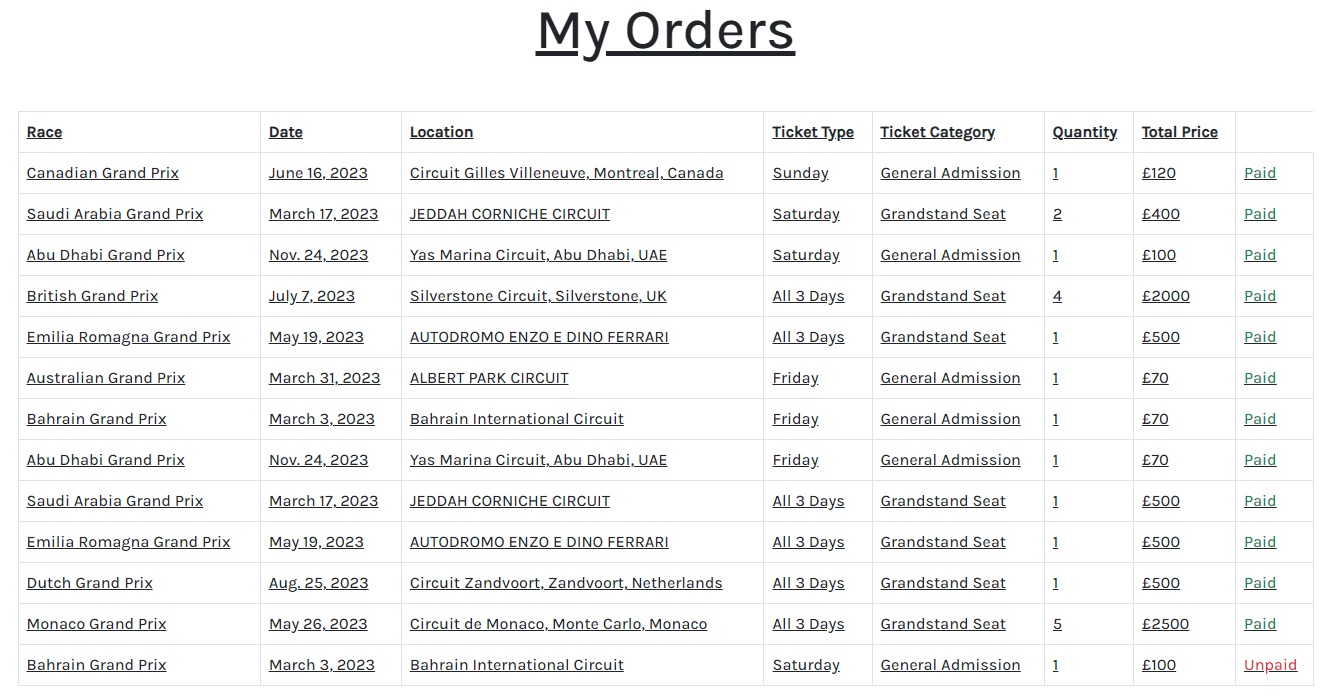 My Orders
Race Date Location Ticket Type Ticket Category Quantity Total Price
Canadian Grand Prix June 16, 2023 Circuit Gilles Villeneuve, Montreal, Canada Sunday General Admission 1 £120 Paid
Saudi Arabia Grand Prix March 17, 2023 JEDDAH CORNICHE CIRCUIT Saturday Grandstand Seat 2 £400 Paid
Abu Dhabi Grand Prix Nov. 24, 2023 Yas Marina Circuit, Abu Dhabi, UAE Saturday General Admission 1 £100 Paid
British Grand Prix July 7, 2023 Silverstone Circuit, Silverstone, UK All 3 Days Grandstand Seat 4 £2000 Paid
Emilia Romagna Grand Prix May 19, 2023 AUTODROMO ENZO E DINO FERRARI All 3 Days Grandstand Seat 1 £500 Paid
Australian Grand Prix March 31, 2023 ALBERT PARK CIRCUIT Friday General Admission 1 £70 Paid
Bahrain Grand Prix March 3, 2023 Bahrain International Circuit Friday General Admission 1 £70 Paid
Abu Dhabi Grand Prix Nov. 24, 2023 Yas Marina Circuit, Abu Dhabi, UAE Friday General Admission 1 £70 Paid
Saudi Arabia Grand Prix March 17, 2023 JEDDAH CORNICHE CIRCUIT All 3 Days Grandstand Seat 1 £500 Paid
Emilia Romagna Grand Prix May 19, 2023 AUTODROMO ENZO E DINO FERRARI All 3 Days Grandstand Seat 1 £500 Paid
Dutch Grand Prix Aug. 25, 2023 Circuit Zandvoort, Zandvoort, Netherlands All 3 Days Grandstand Seat 1 £500 Paid
Monaco Grand Prix May 26, 2023 Circuit de Monaco, Monte Carlo, Monaco All 3 Days Grandstand Seat 5 £2500 Paid
Bahrain Grand Prix March 3, 2023 Bahrain International Circuit Saturday General Admission 1 £100 Unpaid